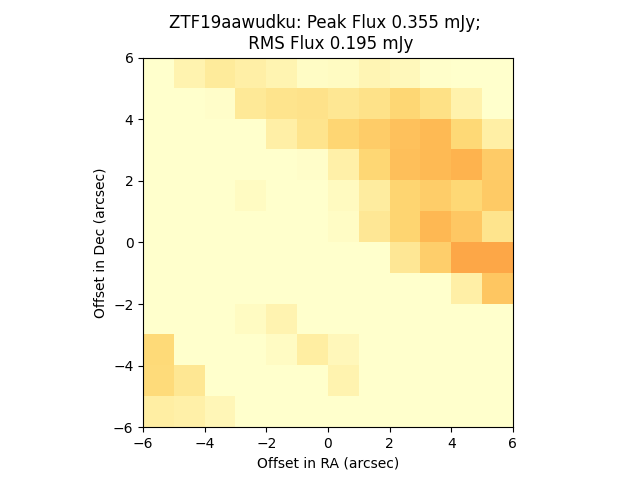 ZTF19aawudku: Peak Flux 0.355 mJy;
RMS Flux 0.195 mJy
6
4
2
0
−2
−4
−6
Offset in Dec (arcsec)
−6 −4 −2 0 2 4 6
Offset in RA (arcsec)